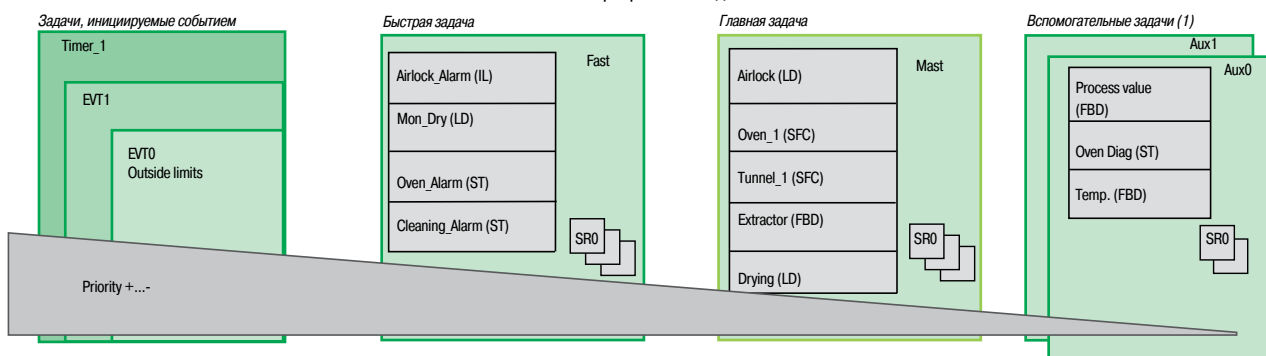 Задачи, инициируемые событием
Timer_1
EVT1
EVT0
Outside limits
Быстрая задача
Fast
Airlock_Alarm (IL)
Mon_Dry (LD)
Oven_Alarm (ST)
Cleaning_Alarm (ST)
SR0
Главная задача
Mast
Airlock (LD)
Oven_1 (SFC)
Tunnel_1 (SFC)
Extractor (FBD)
Drying (LD)
SR0
Вспомогательные задачи (1)
Aux1
Aux0
Process value
(FBD)
Oven Diag (ST)
Temp. (FBD)
SR0
Priority +...-